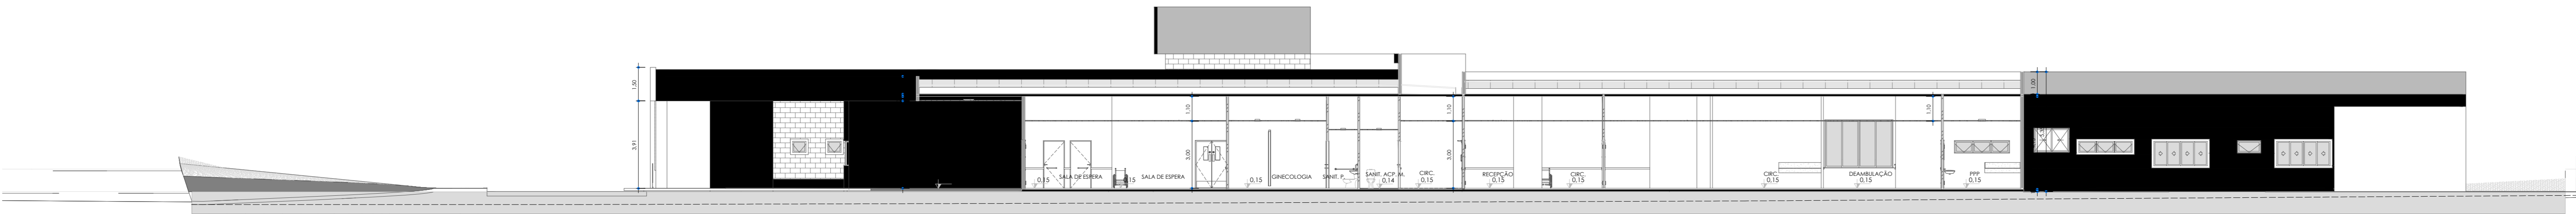 1,50
3,91
1,10
3,00
1,10
3,00
1,10
1,00
0,15
SALA DE ESPERA
0,15
SALA DE ESPERA
0,15
GINECOLOGIA
SANIT. P.
SANIT. ACP. M.
0,14
CIRC.
0,15
RECEPÇÃO
0,15
CIRC.
0,15
CIRC.
0,15
DEAMBULAÇÃO
0,15
PPP
0,15